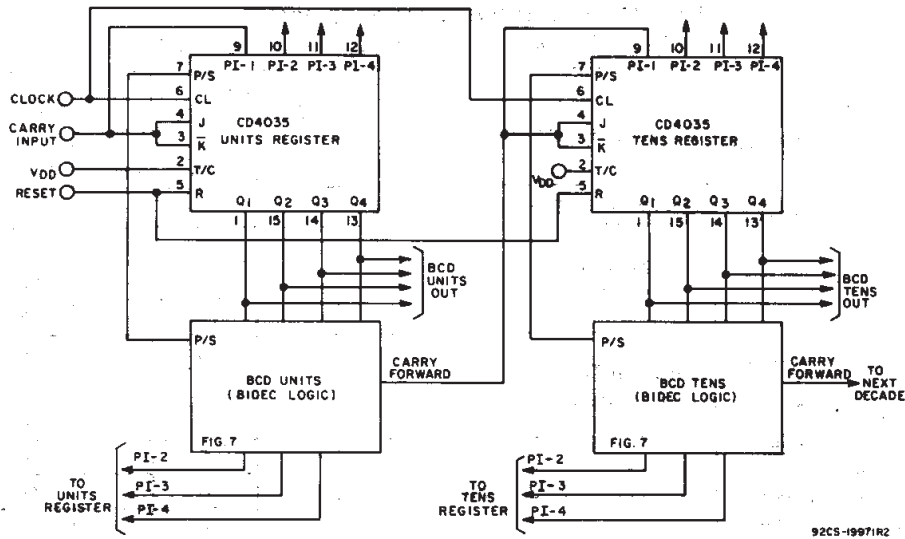 9 10 11 12
PI-1 PI-2 PI-3 PI-4
7 P/S
CLOCK
6 CL
4 J
CARRY INPUT
3 K̅
CD4035
UNITS REGISTER
VDD
2 T/C
RESET
5 R
Q1 Q2 Q3 Q4
1 15 14 13
BCD
UNITS
OUT
P/S
BCD UNITS
(BIDEC LOGIC)
FIG. 7
CARRY
FORWARD
PI-2
PI-3
PI-4
TO
UNITS
REGISTER
9 10 11 12
PI-1 PI-2 PI-3 PI-4
7 P/S
6 CL
4 J
3 K̅
CD4035
TENS REGISTER
VDD
2 T/C
5 R
Q1 Q2 Q3 Q4
1 15 14 13
BCD
TENS
OUT
P/S
BCD TENS
(BIDEC LOGIC)
FIG. 7
CARRY
FORWARD
TO
NEXT
DECADE
PI-2
PI-3
PI-4
TO
TENS
REGISTER
92CS-19971R2